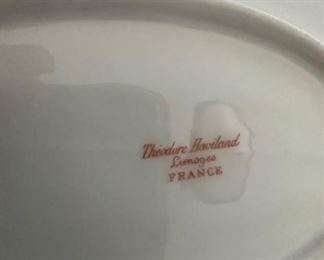 Théodore Haviland
Limoges
FRANCE